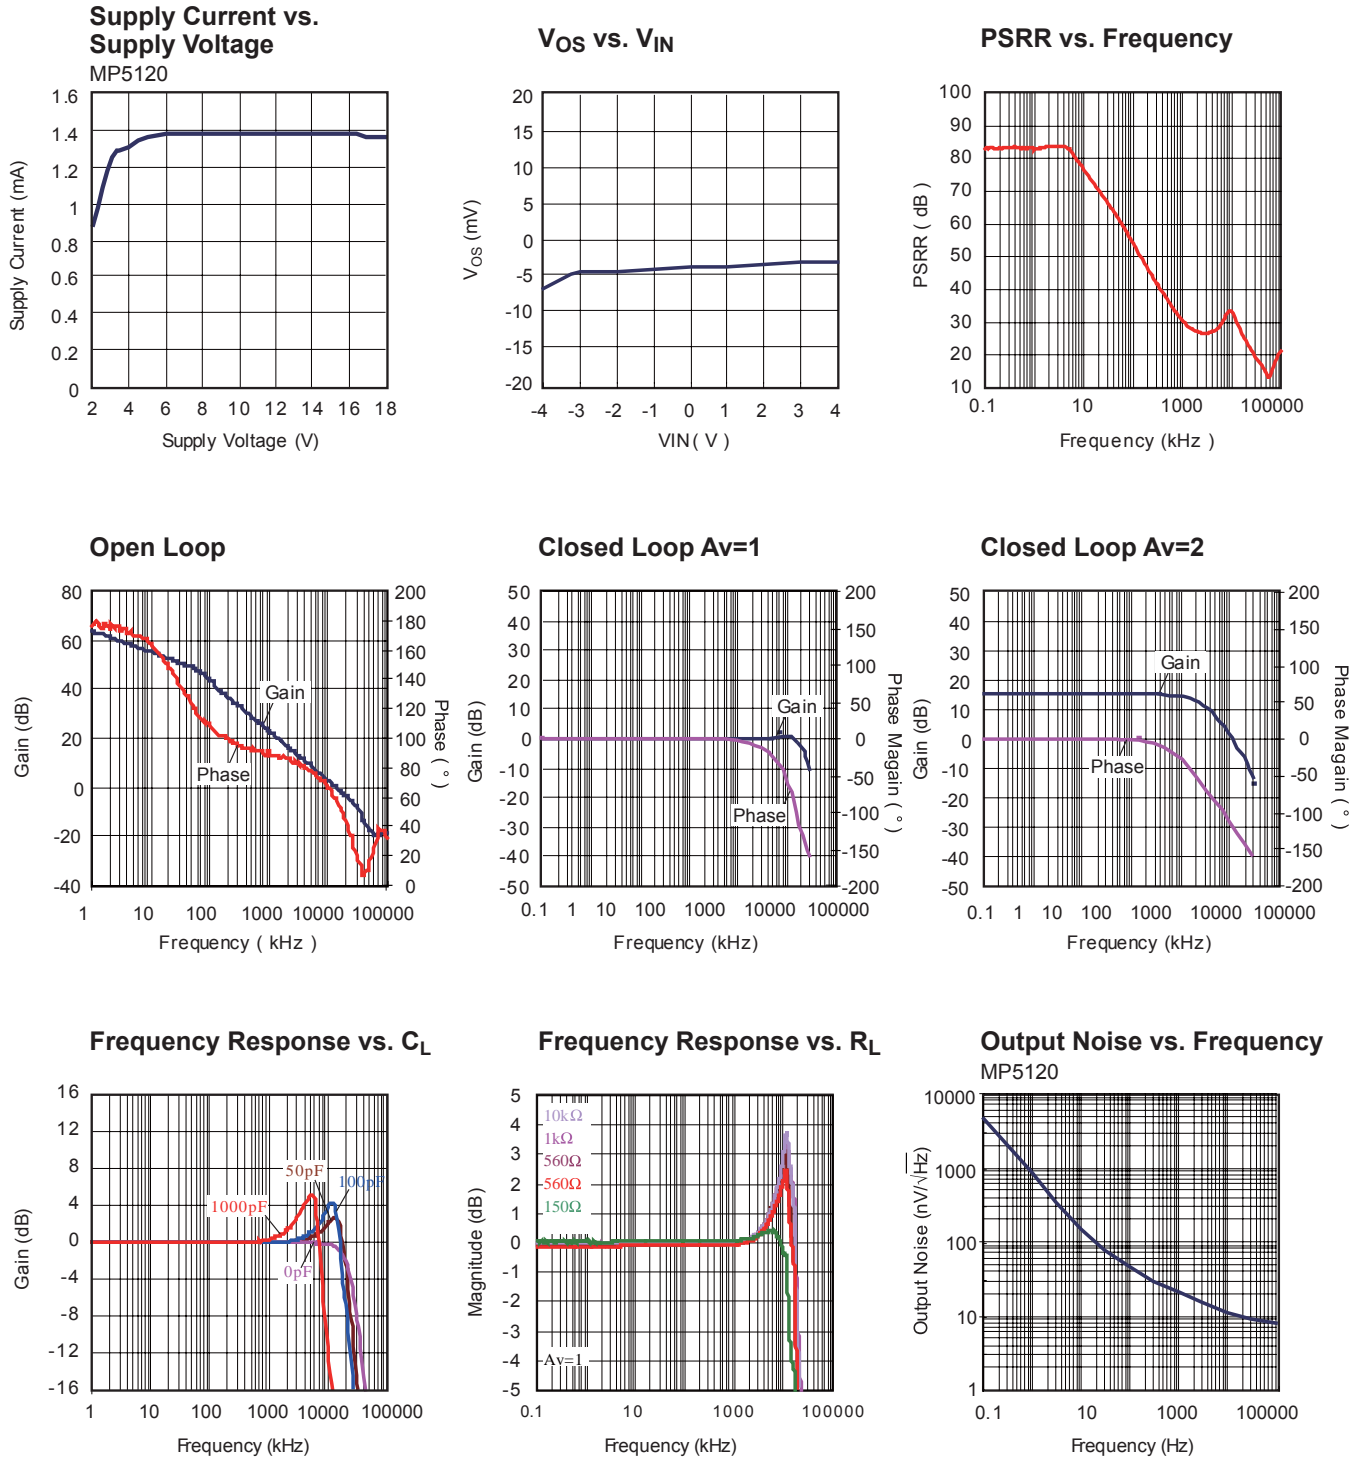 Supply Current vs.
Supply Voltage
MP5120
1.6
1.4
1.2
1
0.8
0.6
0.4
0.2
0
Supply Current (mA)
2 4 6 8 10 12 14 16 18
Supply Voltage (V)
VOS vs. VIN
20
15
10
5
0
-5
-10
-15
-20
VOS (mV)
-4 -3 -2 -1 0 1 2 3 4
VIN ( V )
PSRR vs. Frequency
100
90
80
70
60
50
40
30
20
10
PSRR ( dB )
0.1 10 1000 100000
Frequency (kHz )
Open Loop
80
60
40
20
0
-20
-40
Gain (dB)
Gain
Phase
200
180
160
140
120
100
80
60
40
20
0
Phase ( ° )
1 10 100 1000 10000 100000
Frequency ( kHz )
Closed Loop Av=1
50
40
30
20
10
0
-10
-20
-30
-40
-50
Gain (dB)
Gain
Phase
200
150
100
50
0
-50
-100
-150
-200
Phase Magain ( ° )
0.1 1 10 100 1000 10000 100000
Frequency (kHz)
Closed Loop Av=2
50
40
30
20
10
0
-10
-20
-30
-40
-50
Gain (dB)
Gain
Phase
200
150
100
50
0
-50
-100
-150
-200
Phase Magain ( ° )
0.1 1 10 100 1000 10000 100000
Frequency (kHz)
Frequency Response vs. CL
16
12
8
4
0
-4
-8
-12
-16
Gain (dB)
50pF
100pF
1000pF
0pF
1 10 100 1000 10000 100000
Frequency (kHz)
Frequency Response vs. RL
5
4
3
2
1
0
-1
-2
-3
-4
-5
Magnitude (dB)
10kΩ
1kΩ
560Ω
560Ω
150Ω
Av=1
0.1 10 1000 100000
Frequency (kHz)
Output Noise vs. Frequency
MP5120
10000
1000
100
10
1
Output Noise (nV/√Hz)
0.1 10 1000 100000
Frequency (Hz)